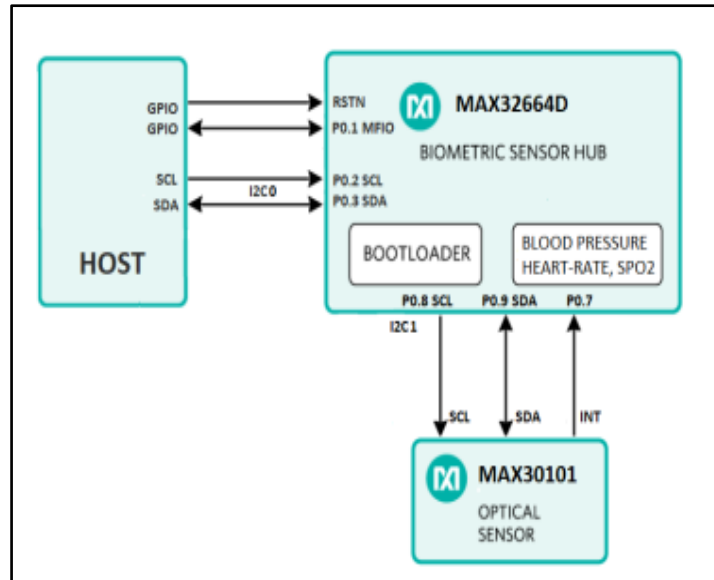 HOST
GPIO
GPIO
SCL
SDA
I2C0
RSTN
P0.1 MFIO
P0.2 SCL
P0.3 SDA
MAX32664D
BIOMETRIC SENSOR HUB
BOOTLOADER
BLOOD PRESSURE
HEART-RATE, SPO2
P0.8 SCL
P0.9 SDA
P0.7
I2C1
SCL
SDA
INT
MAX30101
OPTICAL
SENSOR